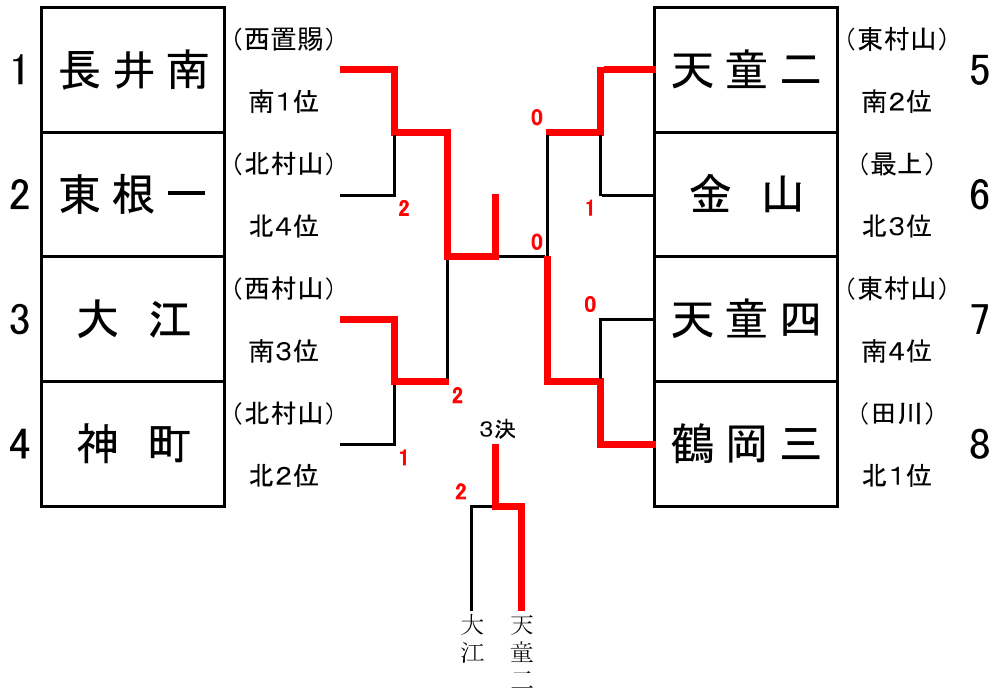 1 長井南 (西置賜) 南1位
2 東根一 (北村山) 北4位
3 大江 (西村山) 南3位
4 神町 (北村山) 北2位
2
2
1
0
0
1
0
天童二 (東村山) 南2位 5
金山 (最上) 北3位 6
天童四 (東村山) 南4位 7
鶴岡三 (田川) 北1位 8
3決
2
大江
天童二